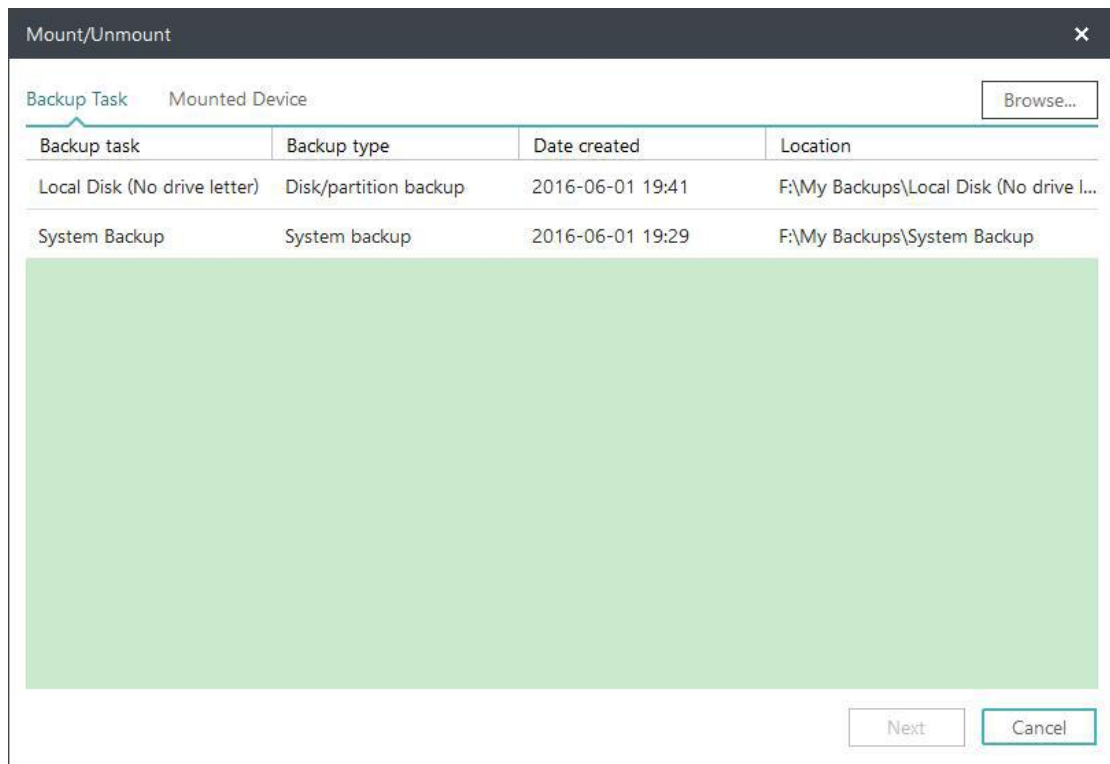 Mount/Unmount
Backup Task Mounted Device Browse...
Backup task Backup type Date created Location
Local Disk (No drive letter) Disk/partition backup 2016-06-01 19:41 F:\My Backups\Local Disk (No drive l...
System Backup System backup 2016-06-01 19:29 F:\My Backups\System Backup
Next Cancel